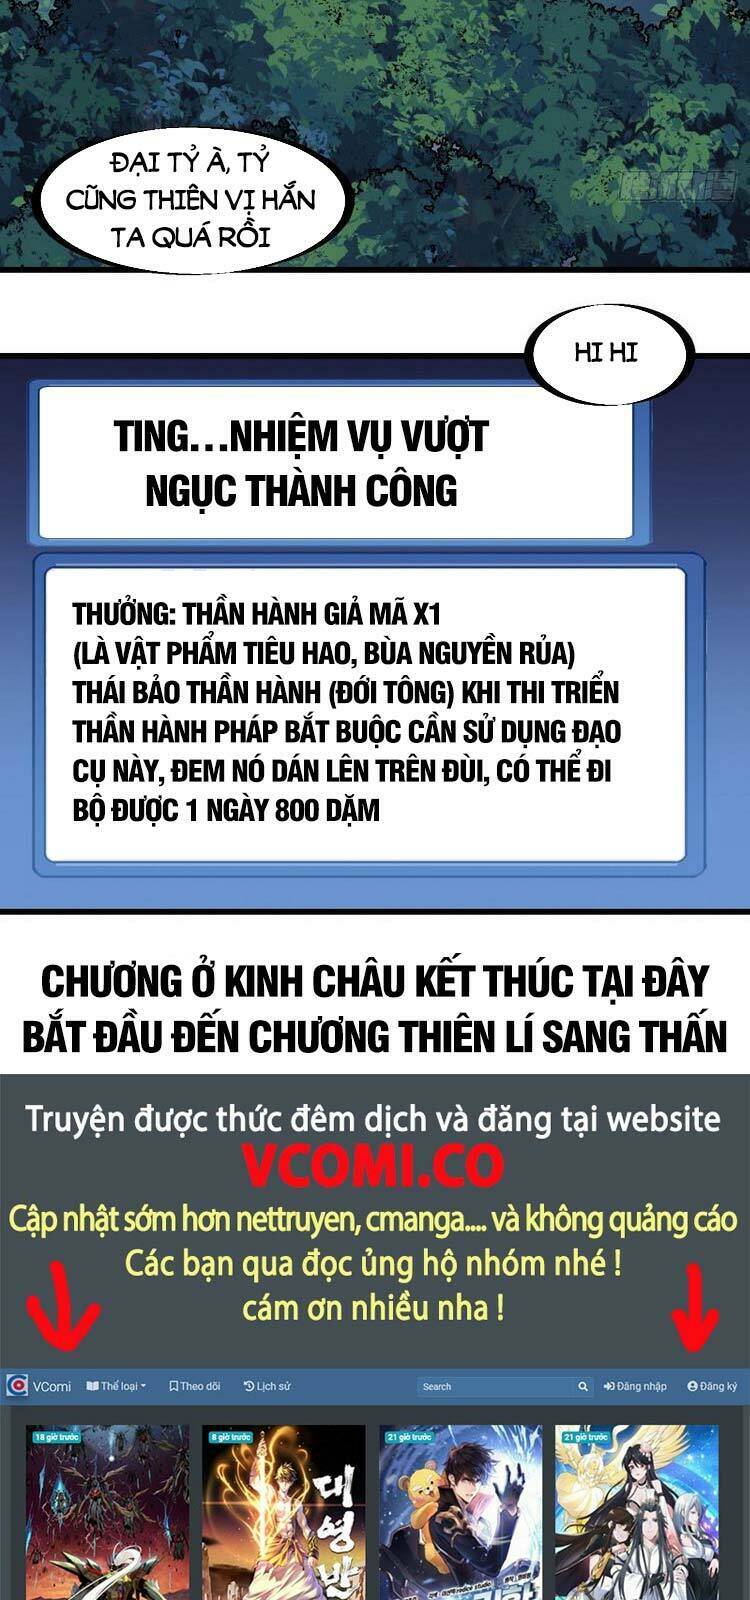 ĐẠI TỶ À, TỶ
CŨNG THIÊN VỊ HẮN
TA QUÁ RỒI
HI HI
TING...NHIỆM VỤ VƯỢT
NGỤC THÀNH CÔNG
THƯỞNG: THẦN HÀNH GIẢ MÃ X1
(LÀ VẬT PHẨM TIÊU HAO, BÙA NGUYỀN RỦA)
THÁI BẢO THẦN HÀNH (ĐỚI TÔNG) KHI THI TRIỂN
THẦN HÀNH PHÁP BẮT BUỘC CẦN SỬ DỤNG ĐẠO
CỤ NÀY, ĐEM NÓ DÁN LÊN TRÊN ĐÙI, CÓ THỂ ĐI
BỘ ĐƯỢC 1 NGÀY 800 DẶM
CHƯƠNG Ở KINH CHÂU KẾT THÚC TẠI ĐÂY
BẮT ĐẦU ĐẾN CHƯƠNG THIÊN LÍ SANG THẤN
Truyện được thức đêm dịch và đăng tại website
VCOMI.CO
Cập nhật sớm hơn nettruyen, cmanga.... và không quảng cáo
Các bạn qua đọc ủng hộ nhóm nhé !
cám ơn nhiều nha !
VComi Thể loại Theo dõi Lịch sử Search Đăng nhập Đăng ký
18 giờ trước 8 giờ trước 21 giờ trước 21 giờ trước
대영반